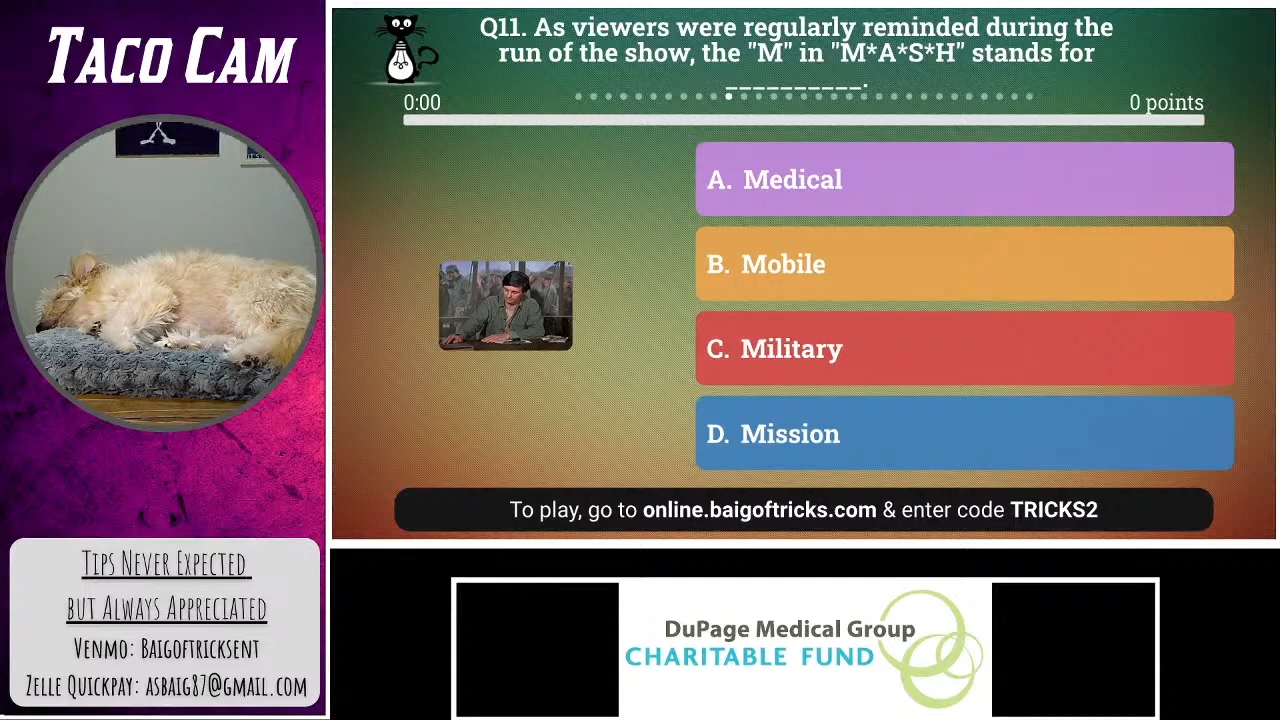 TACO CAM
TIPS NEVER EXPECTED
BUT ALWAYS APPRECIATED
VENMO: BAIGOFTRICKSENT
ZELLE QUICKPAY: ASBAIG87@GMAIL.COM
Q11. As viewers were regularly reminded during the
run of the show, the "M" in "M*A*S*H" stands for
__________.
0:00
0 points
A. Medical
B. Mobile
C. Military
D. Mission
To play, go to online.baigoftricks.com & enter code TRICKS2
DuPage Medical Group
CHARITABLE FUND